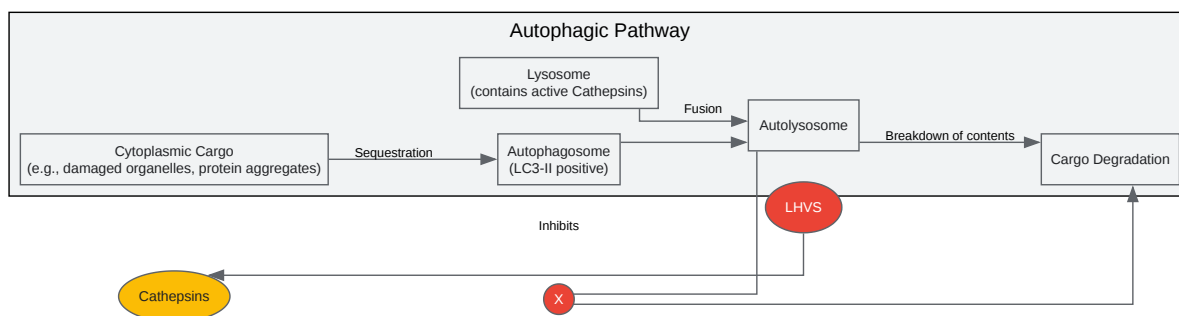 Autophagic Pathway
Lysosome
(contains active Cathepsins)
Fusion
Autolysosome
Breakdown of contents
Cytoplasmic Cargo
(e.g., damaged organelles, protein aggregates)
Sequestration
Autophagosome
(LC3-II positive)
Cargo Degradation
LHVS
Inhibits
Cathepsins
X